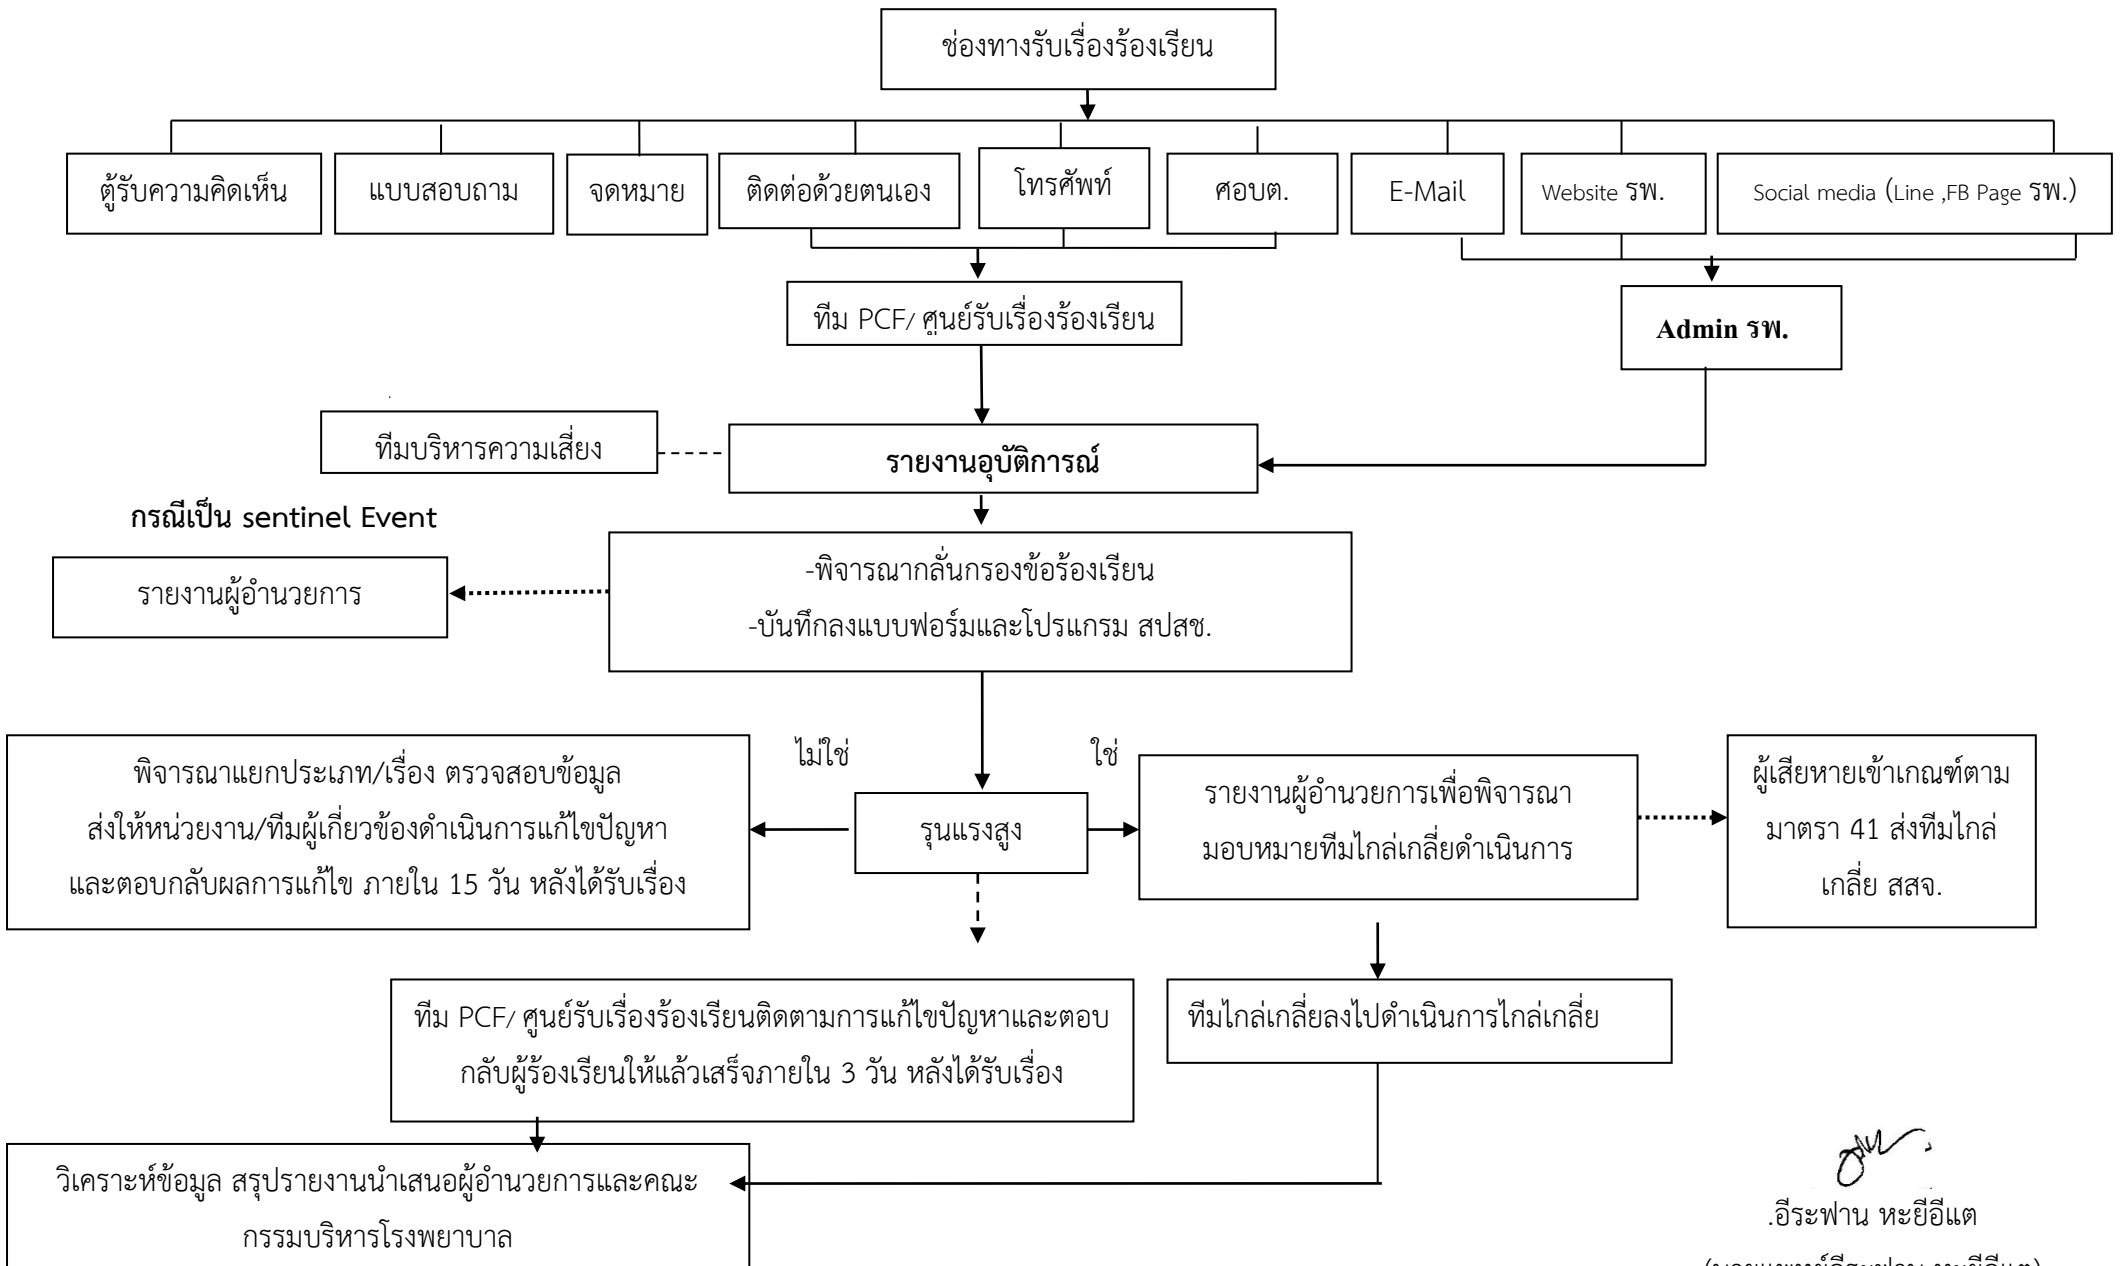 ช่องทางรับเรื่องร้องเรียน
ตู้รับความคิดเห็น
แบบสอบถาม
จดหมาย
ติดต่อด้วยตนเอง
โทรศัพท์
ศอบต.
E-Mail
Website รพ.
Social media (Line ,FB Page รพ.)
ทีม PCF/ ศูนย์รับเรื่องร้องเรียน
Admin รพ.
ทีมบริหารความเสี่ยง
รายงานอุบัติการณ์
กรณีเป็น sentinel Event
รายงานผู้อำนวยการ
-พิจารณากลั่นกรองข้อร้องเรียน
-บันทึกลงแบบฟอร์มและโปรแกรม สปสช.
พิจารณาแยกประเภท/เรื่อง ตรวจสอบข้อมูล
ส่งให้หน่วยงาน/ทีมผู้เกี่ยวข้องดำเนินการแก้ไขปัญหา
และตอบกลับผลการแก้ไข ภายใน 15 วัน หลังได้รับเรื่อง
ไม่ใช่
รุนแรงสูง
ใช่
รายงานผู้อำนวยการเพื่อพิจารณา
มอบหมายทีมไกล่เกลี่ยดำเนินการ
ผู้เสียหายเข้าเกณฑ์ตาม
มาตรา 41 ส่งทีมไกล่
เกลี่ย สสจ.
ทีม PCF/ ศูนย์รับเรื่องร้องเรียนติดตามการแก้ไขปัญหาและตอบ
กลับผู้ร้องเรียนให้แล้วเสร็จภายใน 3 วัน หลังได้รับเรื่อง
ทีมไกล่เกลี่ยลงไปดำเนินการไกล่เกลี่ย
วิเคราะห์ข้อมูล สรุปรายงานนำเสนอผู้อำนวยการและคณะ
กรรมบริหารโรงพยาบาล
.อีระฟาน หะยีอีแต
(นายแพทย์อีระฟาน หะยีอีแต)